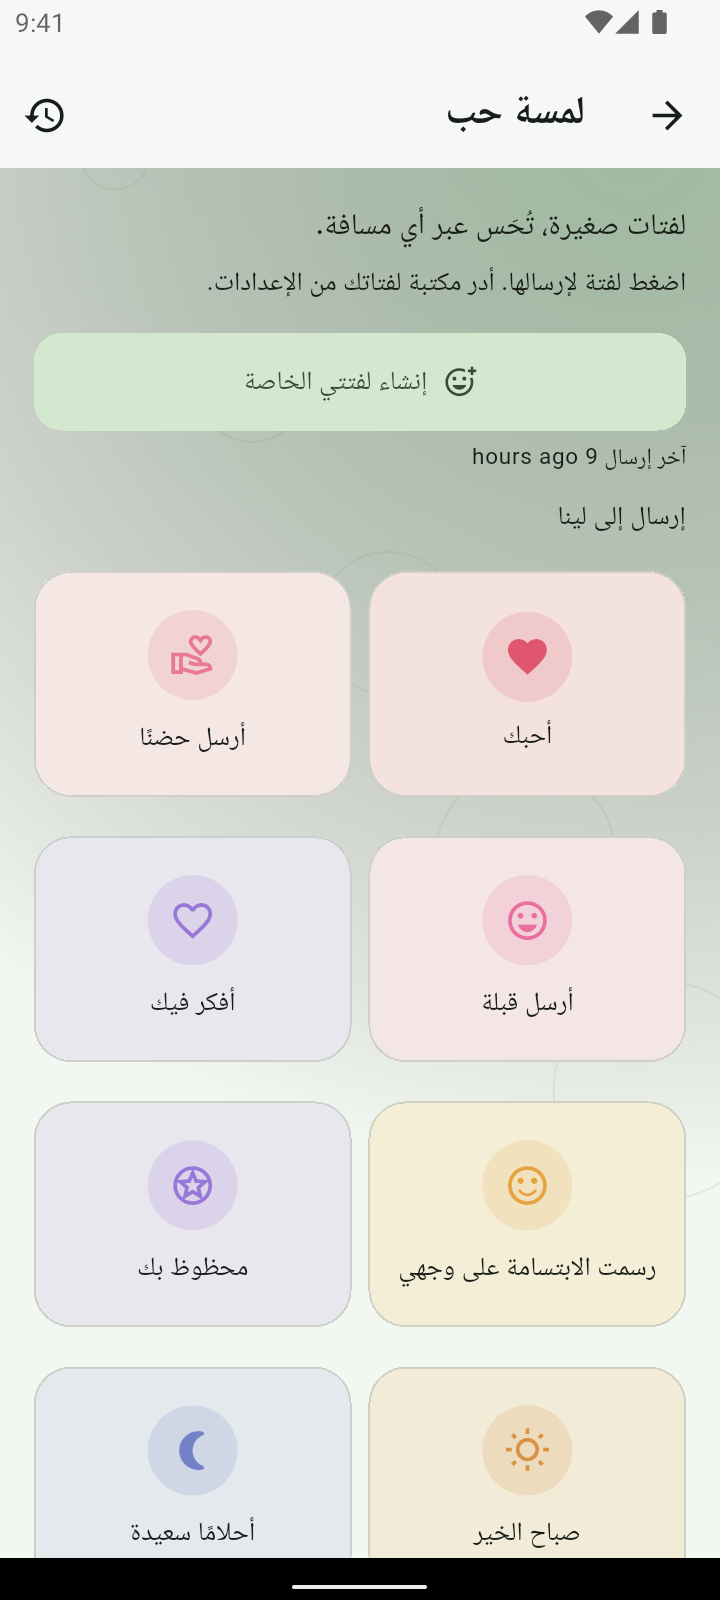 9:41
لمسة حب
لفتات صغيرة، تُحَس عبر أي مسافة.
اضغط لفتة لإرسالها. أدر مكتبة لفتاتك من الإعدادات.
إنشاء لفتتي الخاصة
آخر إرسال 9 hours ago
إرسال إلى لينا
أحبك
أرسل حضنًا
أرسل قبلة
أفكر فيك
رسمت الابتسامة على وجهي
محظوظ بك
صباح الخير
أحلامًا سعيدة